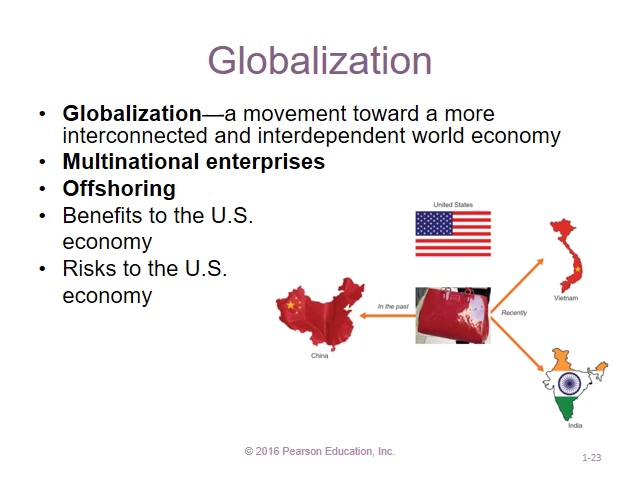 Globalization
• Globalization—a movement toward a more
interconnected and interdependent world economy
• Multinational enterprises
• Offshoring
• Benefits to the U.S.
economy
• Risks to the U.S.
economy
United States
In the past
Recently
China
Vietnam
India
© 2016 Pearson Education, Inc.
1-23